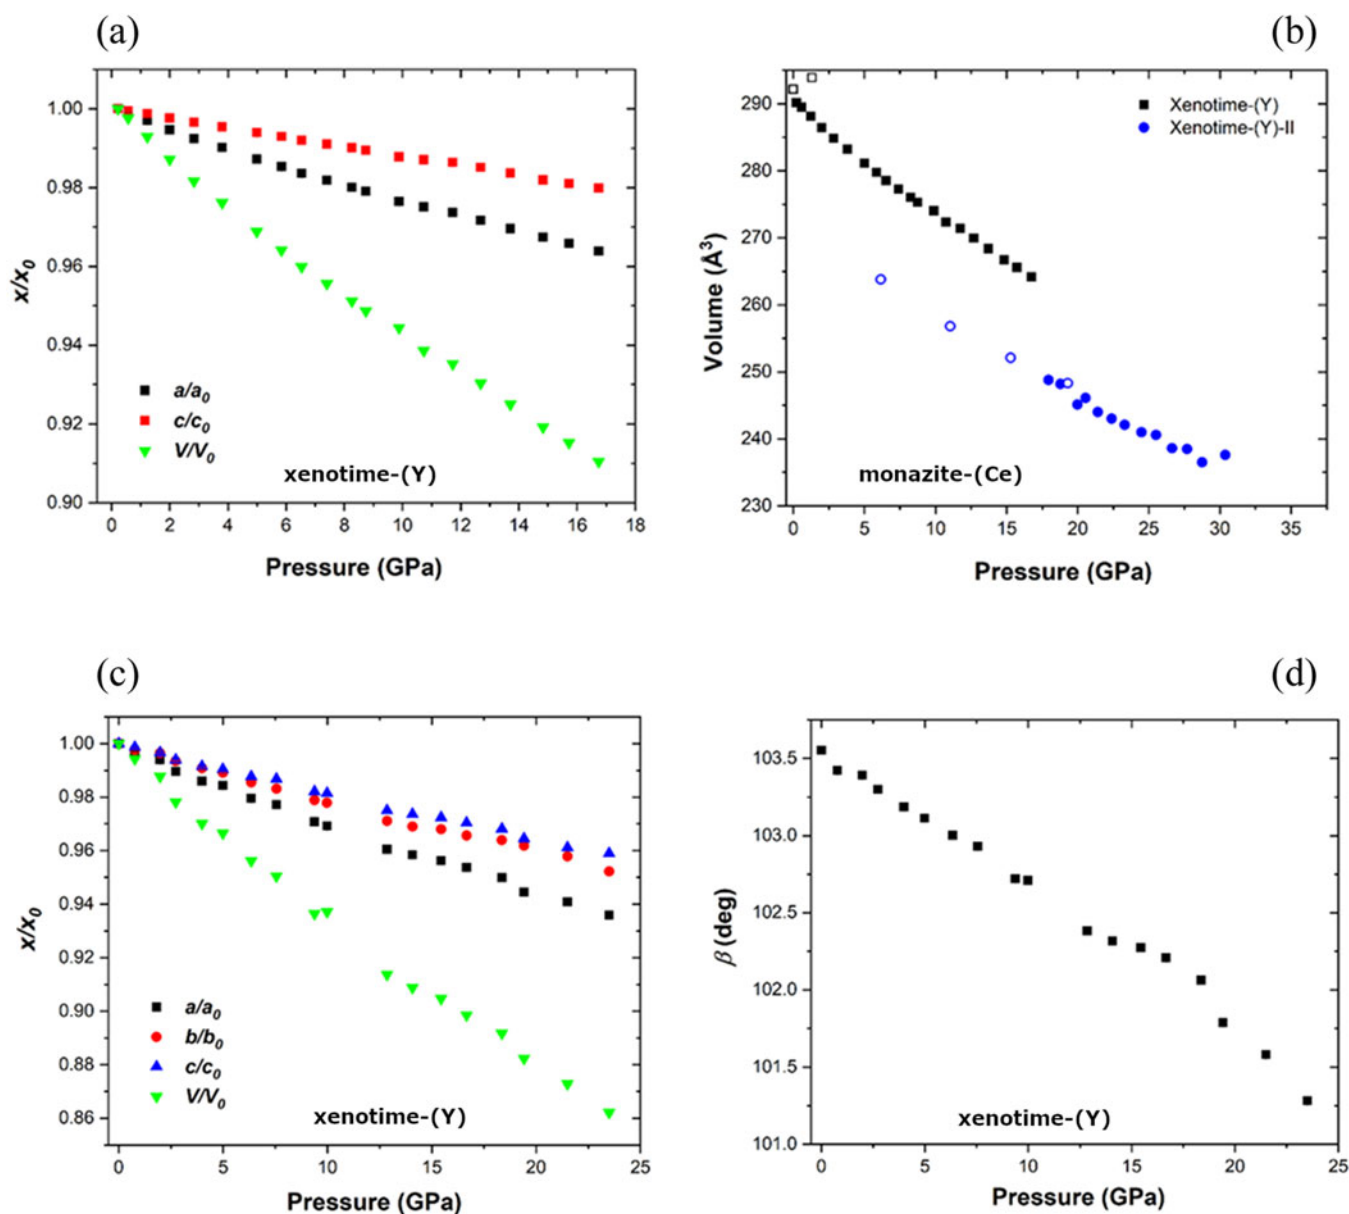 (a)
1.00
0.98
0.96
0.94
0.92
0.90
x/x0
a/a0
c/c0
V/V0
xenotime-(Y)
0 2 4 6 8 10 12 14 16 18
Pressure (GPa)
(b)
290
280
270
260
250
240
230
Volume (Å³)
Xenotime-(Y)
Xenotime-(Y)-II
monazite-(Ce)
0 5 10 15 20 25 30 35
Pressure (GPa)
(c)
1.00
0.98
0.96
0.94
0.92
0.90
0.88
0.86
x/x0
a/a0
b/b0
c/c0
V/V0
xenotime-(Y)
0 5 10 15 20 25
Pressure (GPa)
(d)
103.5
103.0
102.5
102.0
101.5
101.0
β (deg)
xenotime-(Y)
0 5 10 15 20 25
Pressure (GPa)